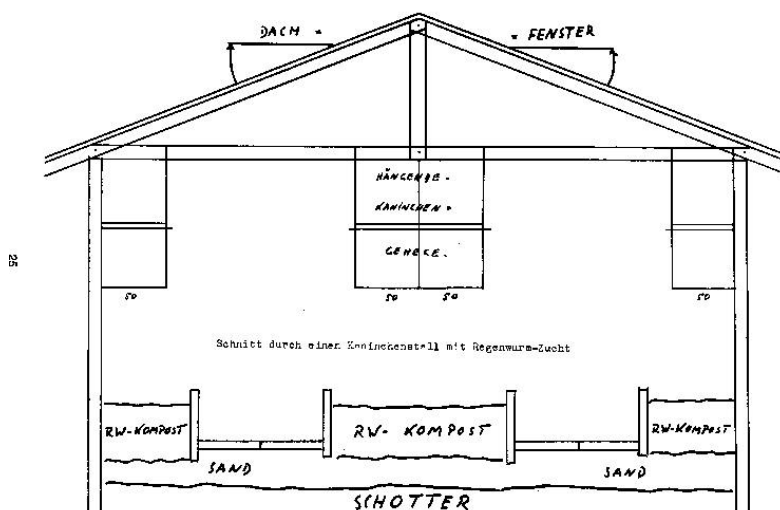 DACH = = FENSTER
HÄNGENDE-
KANINCHEN=
GEHEGE.
50 50 50 50
25
Schnitt durch einen Kaninchenstall mit Regenwurm-Zucht
RW-KOMPOST RW- KOMPOST RW-KOMPOST
SAND SAND
SCHOTTER